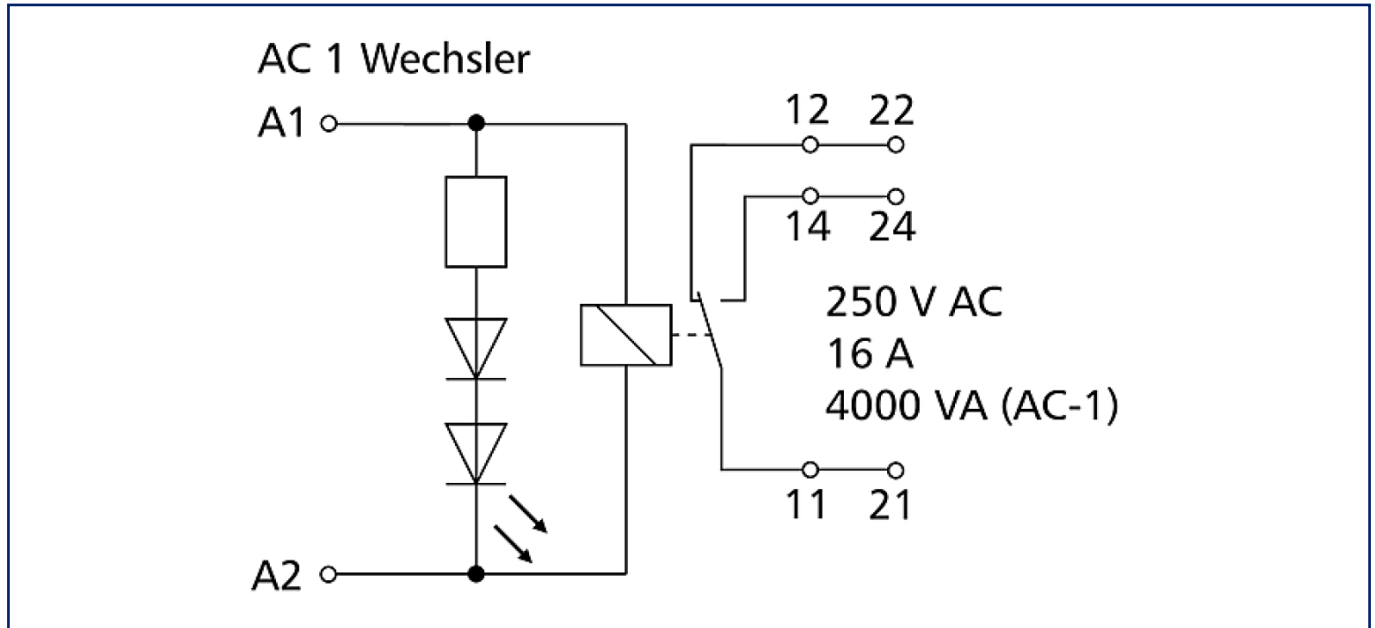 AC 1 Wechsler
A1
12 22
14 24
250 V AC
16 A
4000 VA (AC-1)
11 21
A2